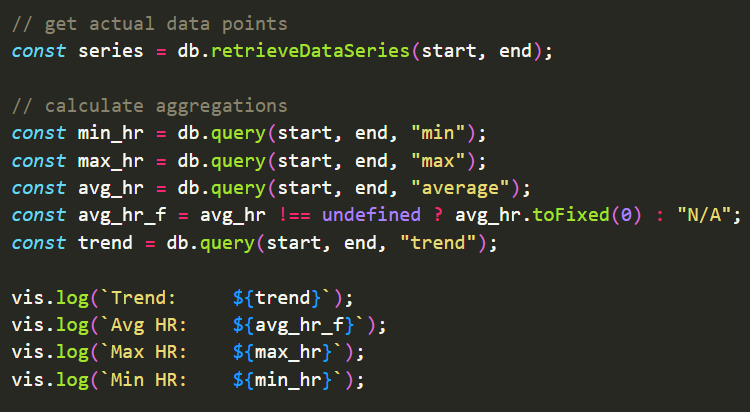 // get actual data points
const series = db.retrieveDataSeries(start, end);

// calculate aggregations
const min_hr = db.query(start, end, "min");
const max_hr = db.query(start, end, "max");
const avg_hr = db.query(start, end, "average");
const avg_hr_f = avg_hr !== undefined ? avg_hr.toFixed(0) : "N/A";
const trend = db.query(start, end, "trend");

vis.log(`Trend:     ${trend}`);
vis.log(`Avg HR:    ${avg_hr_f}`);
vis.log(`Max HR:    ${max_hr}`);
vis.log(`Min HR:    ${min_hr}`);